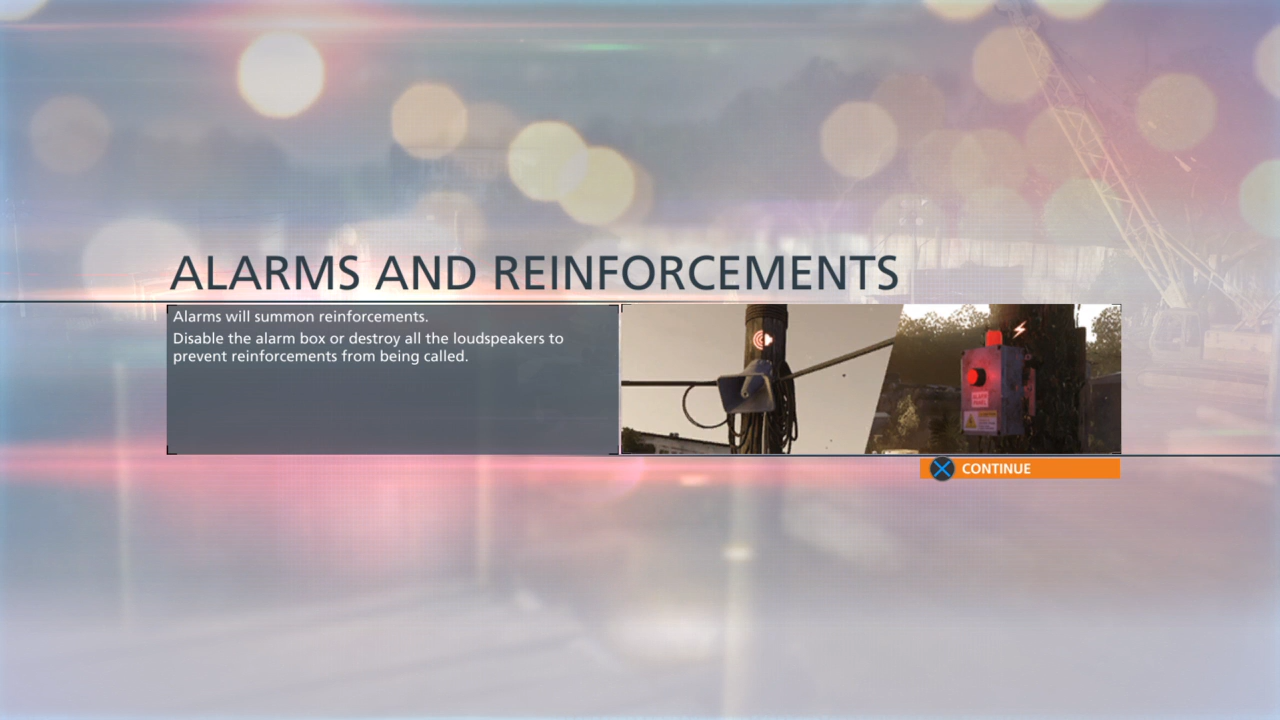 ALARMS AND REINFORCEMENTS
Alarms will summon reinforcements.
Disable the alarm box or destroy all the loudspeakers to
prevent reinforcements from being called.
CONTINUE